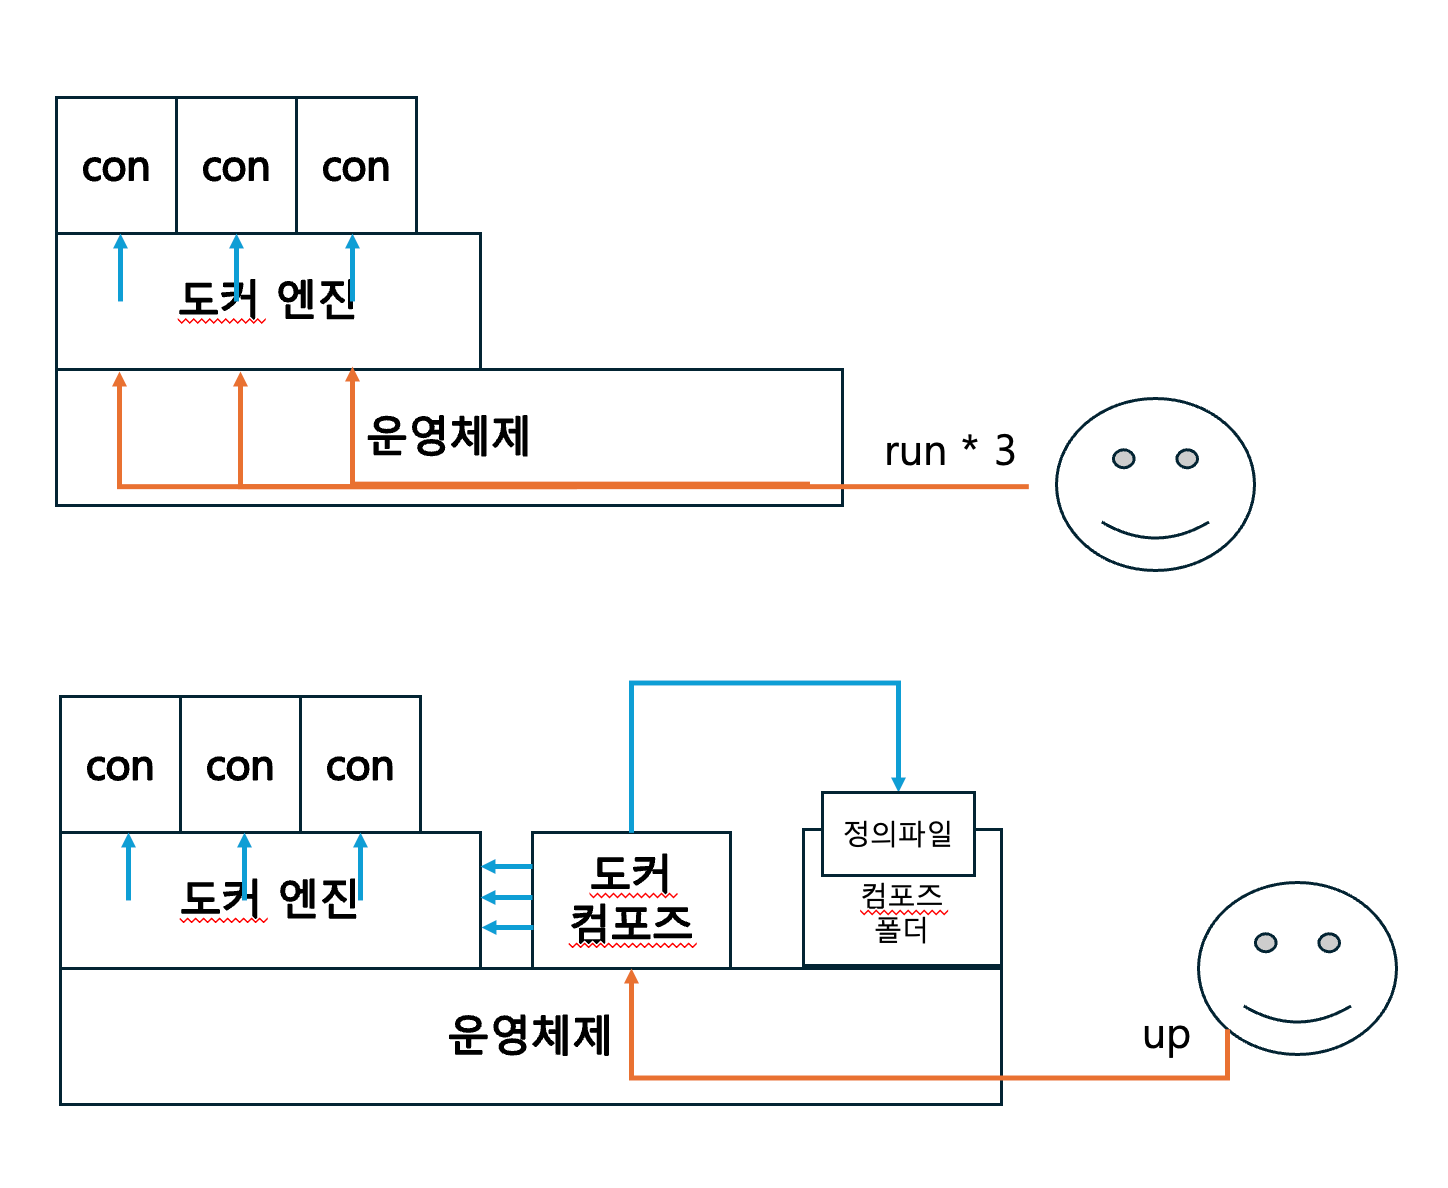 con con con
도커 엔진
운영체제
run * 3
con con con
정의파일
도커
컴포즈
컴포즈
폴더
도커 엔진
운영체제
up